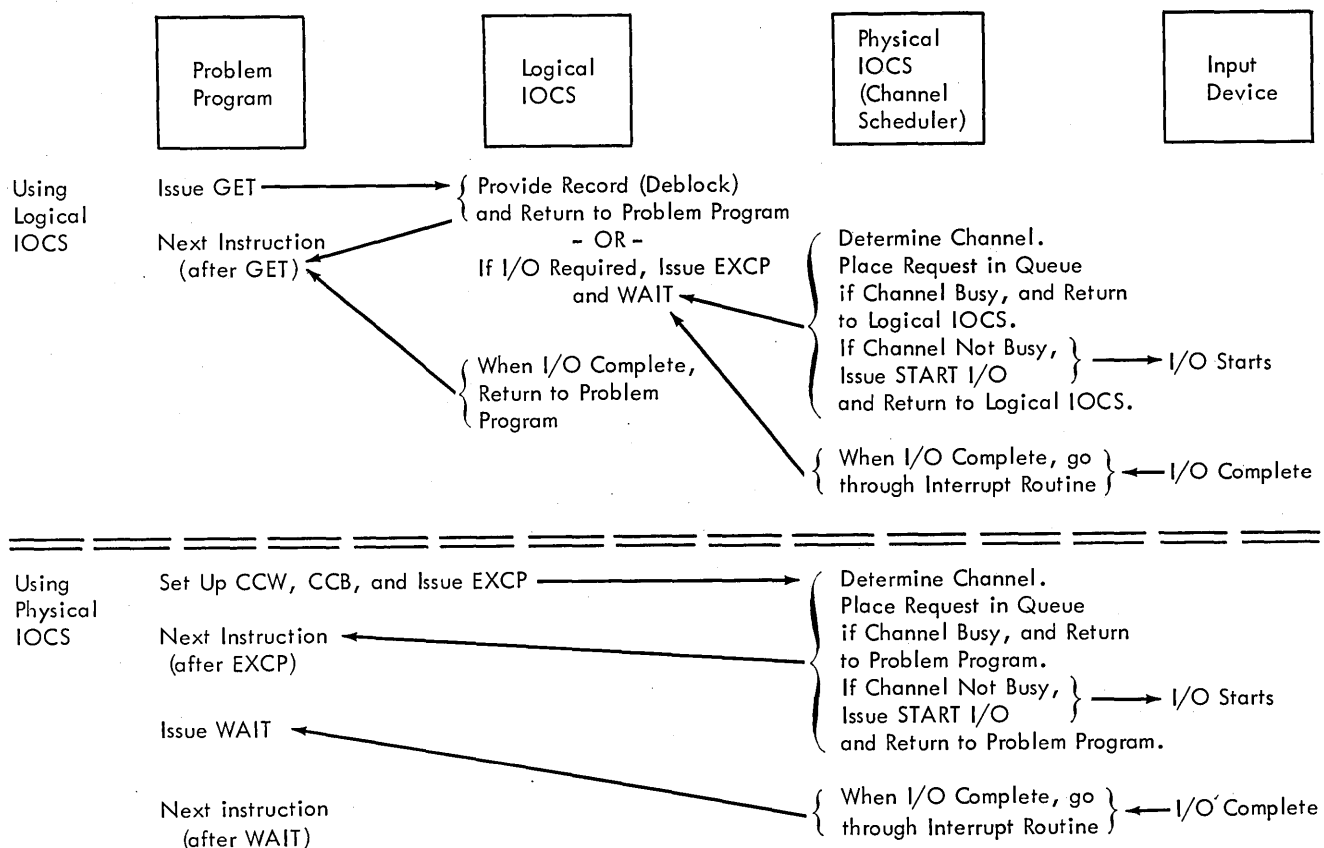 Problem
Program
Logical
IOCS
Physical
IOCS
(Channel
Scheduler)
Input
Device
Using
Logical
IOCS
Issue GET
Next Instruction
(after GET)
Provide Record (Deblock)
and Return to Problem Program
- OR -
If I/O Required, Issue EXCP
and WAIT
When I/O Complete,
Return to Problem
Program
Determine Channel.
Place Request in Queue
if Channel Busy, and Return
to Logical IOCS.
If Channel Not Busy,
Issue START I/O
and Return to Logical IOCS.
I/O Starts
When I/O Complete, go
through Interrupt Routine
I/O Complete
Using
Physical
IOCS
Set Up CCW, CCB, and Issue EXCP
Next Instruction
(after EXCP)
Issue WAIT
Next instruction
(after WAIT)
Determine Channel.
Place Request in Queue
if Channel Busy, and Return
to Problem Program.
If Channel Not Busy,
Issue START I/O
and Return to Problem Program.
I/O Starts
When I/O Complete, go
through Interrupt Routine
I/O Complete